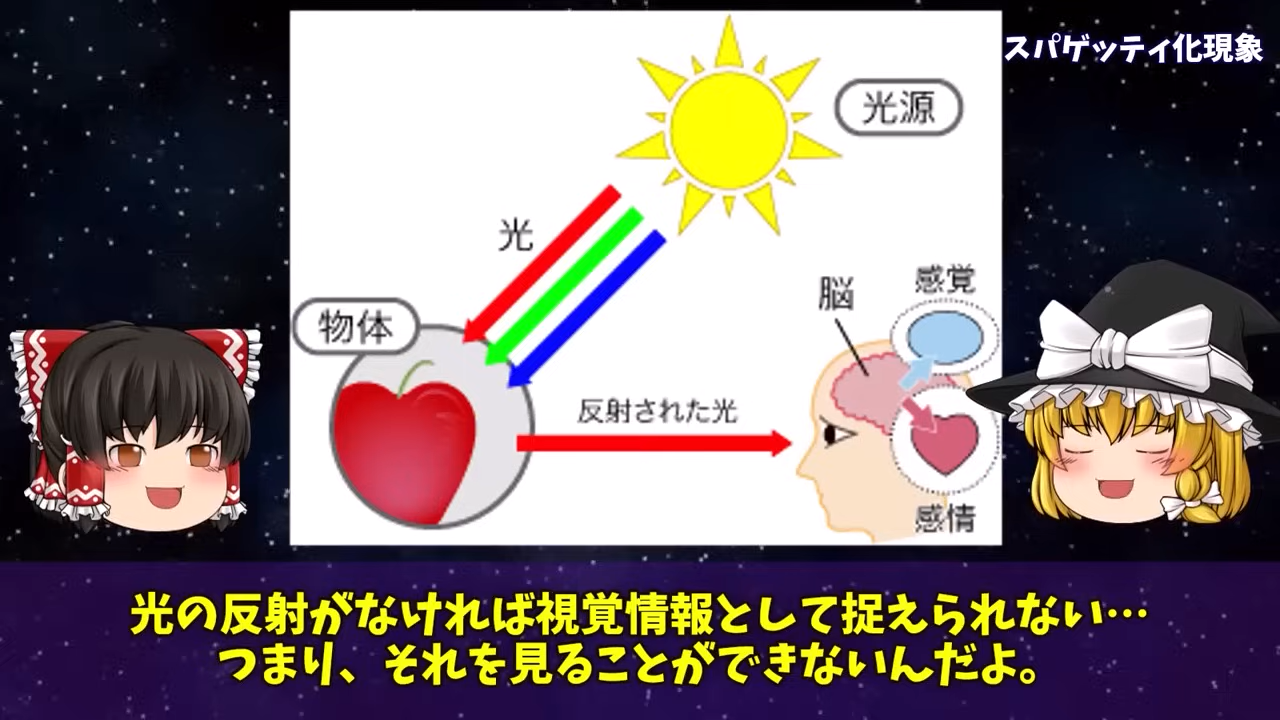 スパゲッティ化現象
光源
光
物体
脳
感覚
反射された光
感情
光の反射がなければ視覚情報として捉えられない…
つまり、それを見ることができないんだよ。